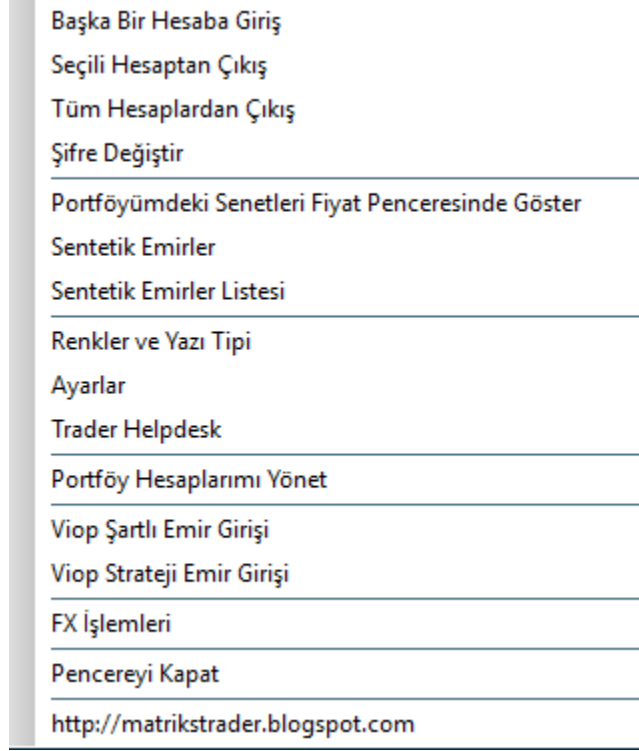 Başka Bir Hesaba Giriş
Seçili Hesaptan Çıkış
Tüm Hesaplardan Çıkış
Şifre Değiştir
Portföyümdeki Senetleri Fiyat Penceresinde Göster
Sentetik Emirler
Sentetik Emirler Listesi
Renkler ve Yazı Tipi
Ayarlar
Trader Helpdesk
Portföy Hesaplarımı Yönet
Viop Şartlı Emir Girişi
Viop Strateji Emir Girişi
FX İşlemleri
Pencereyi Kapat
http://matrikstrader.blogspot.com